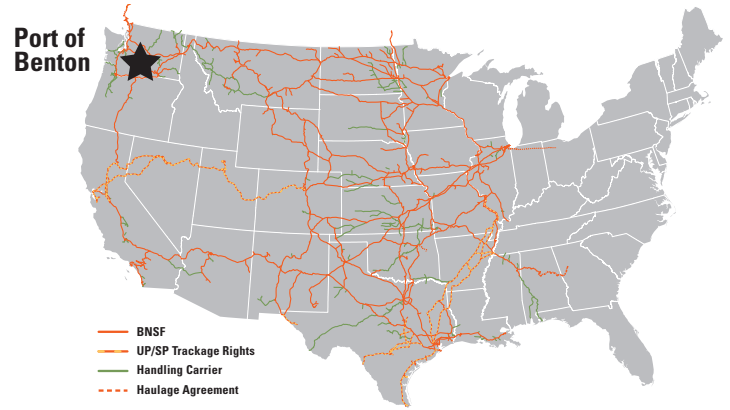 Port of
Benton
BNSF
UP/SP Trackage Rights
Handling Carrier
Haulage Agreement